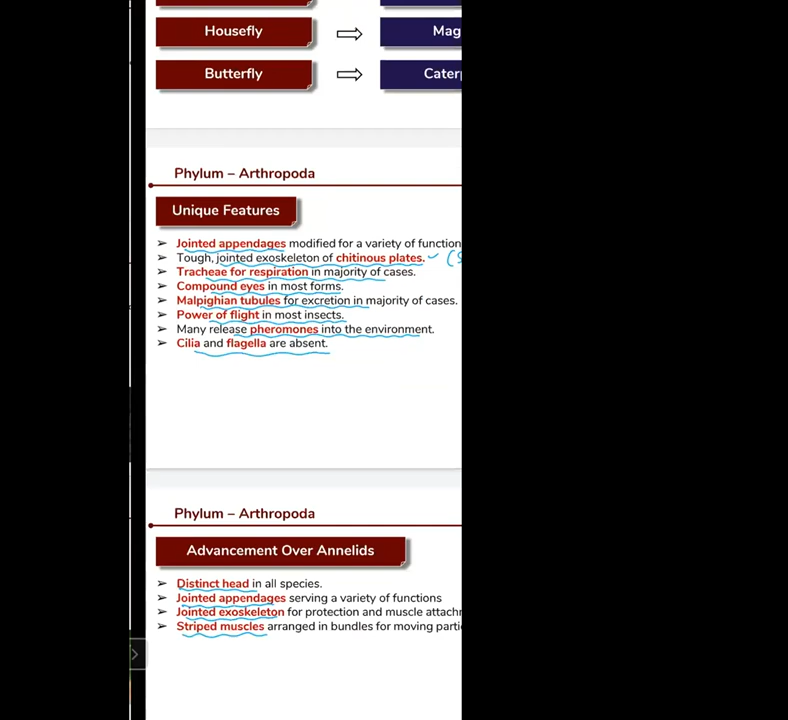 Housefly
Mag
Butterfly
Cater
Phylum – Arthropoda
Unique Features
➢ Jointed appendages modified for a variety of function
➢ Tough, jointed exoskeleton of chitinous plates.
➢ Tracheae for respiration in majority of cases.
➢ Compound eyes in most forms.
➢ Malpighian tubules for excretion in majority of cases.
➢ Power of flight in most insects.
➢ Many release pheromones into the environment.
➢ Cilia and flagella are absent.
Phylum – Arthropoda
Advancement Over Annelids
➢ Distinct head in all species.
➢ Jointed appendages serving a variety of functions
➢ Jointed exoskeleton for protection and muscle attach
➢ Striped muscles arranged in bundles for moving parti